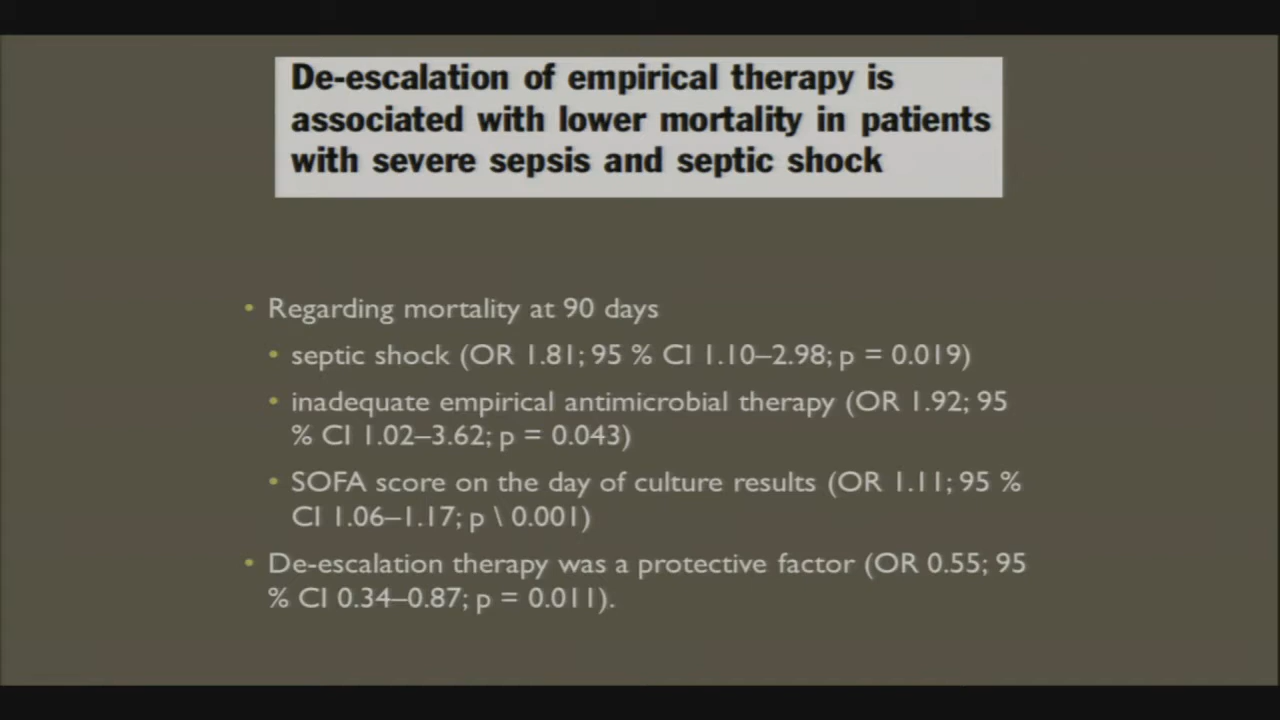 De-escalation of empirical therapy is
associated with lower mortality in patients
with severe sepsis and septic shock
• Regarding mortality at 90 days
• septic shock (OR 1.81; 95 % CI 1.10–2.98; p = 0.019)
• inadequate empirical antimicrobial therapy (OR 1.92; 95
% CI 1.02–3.62; p = 0.043)
• SOFA score on the day of culture results (OR 1.11; 95 %
CI 1.06–1.17; p \ 0.001)
• De-escalation therapy was a protective factor (OR 0.55; 95
% CI 0.34–0.87; p = 0.011).